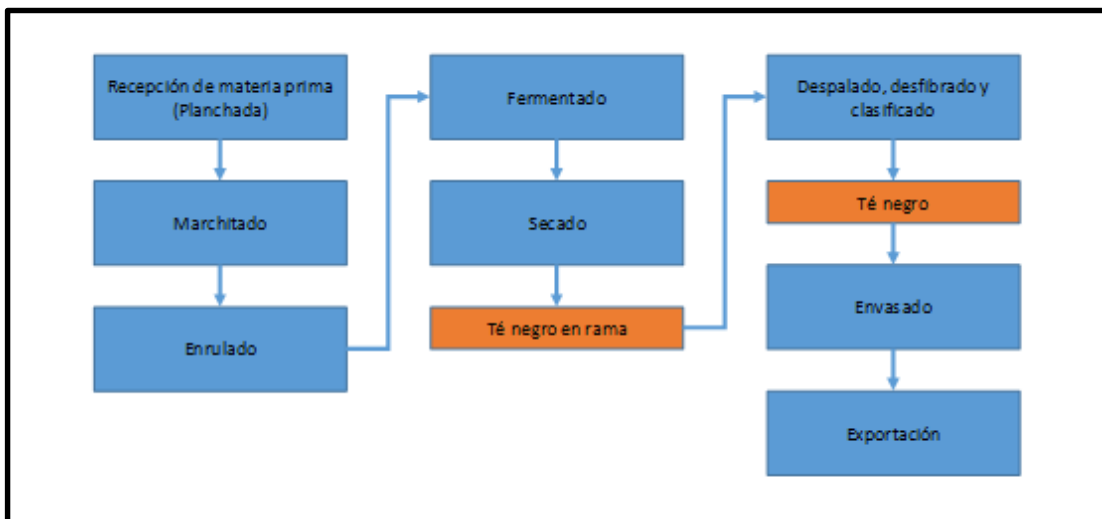 Recepción de materia prima
(Planchada)
Marchitado
Enrulado
Fermentado
Secado
Té negro en rama
Despalado, desfibrado y
clasificado
Té negro
Envasado
Exportación